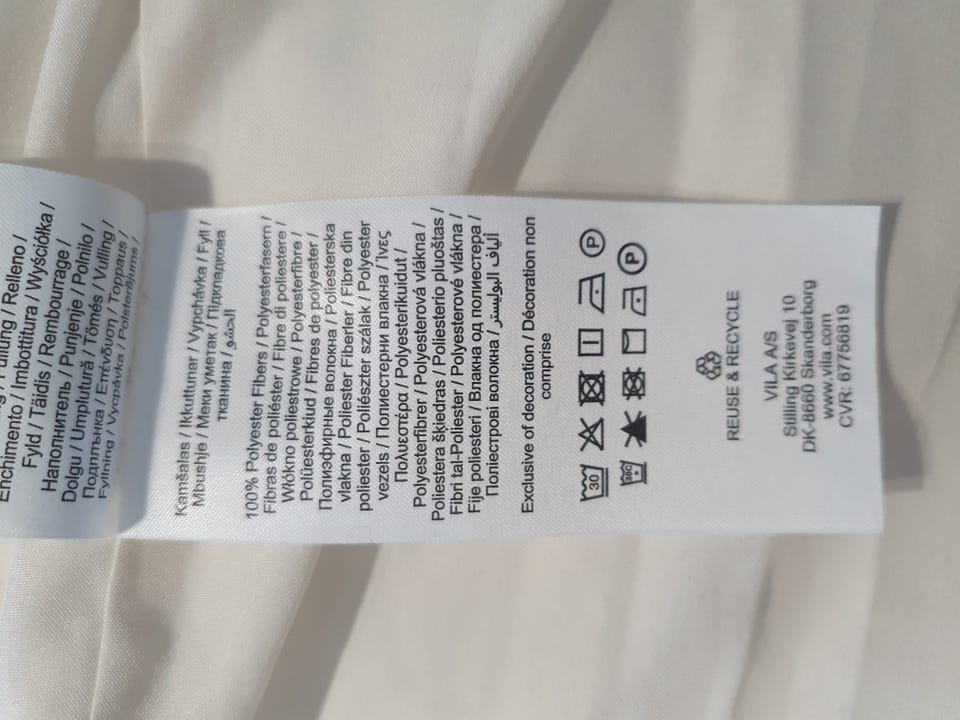 Enchimento / Imbottitura / Wyściółka /
Fyld / Täidis / Rembourrage /
Наполнитель / Punjenje / Polnilo /
Dolgu / Umplutură / Tömés / Vulling /
Подплънка / Επένδυση / Toppaus /
Fyllning / Vycpávka / Polsterējums /
Kamšalas / Ikkuttunar / Vypchávka / Fyll /
Mbushje / Меки уметак / Підкладкова
тканина / الحشو
100% Polyester Fibers / Polyesterfasern /
Fibras de poliéster / Fibre di poliestere /
Włókno poliestrowe / Polyesterfibre /
Polüesterkiud / Fibres de polyester /
Полиэфирные волокна / Poliesterska
vlakna / Poliester Fiberler / Fibre din
poliester / Poliészter szálak / Polyester
vezels / Полиестерни влакна / Ίνες
Πολυεστέρα / Polyesterikuidut /
Polyesterfibrer / Polyesterová vlákna /
Poliestera šķiedras / Poliesterio pluoštas /
Fibri tal-Poliester / Polyesterové vlákna /
Fije poliesteri / Влакна од полиестера /
Поліестрові волокна / ألياف البوليستر
Exclusive of decoration / Décoration non
comprise
30 P
P
REUSE & RECYCLE
VILA A/S
Stilling Kirkevej 10
DK-8660 Skanderborg
www.vila.com
CVR: 67756819